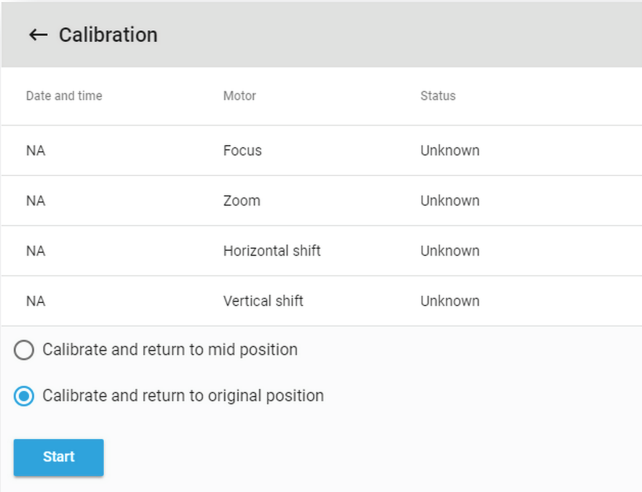 Calibration
Date and time Motor Status
NA Focus Unknown
NA Zoom Unknown
NA Horizontal shift Unknown
NA Vertical shift Unknown
Calibrate and return to mid position
Calibrate and return to original position
Start